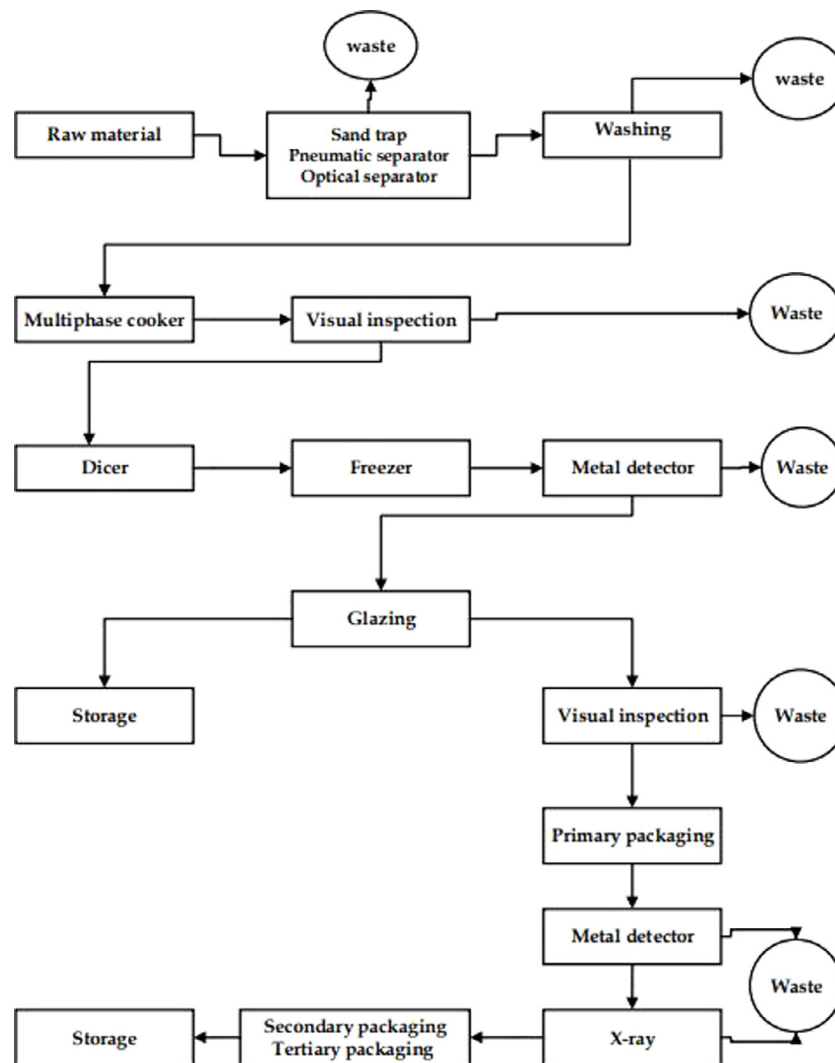 waste
waste
Raw material
Sand trap
Pneumatic separator
Optical separator
Washing
Multiphase cooker
Visual inspection
Waste
Dicer
Freezer
Metal detector
Waste
Glazing
Storage
Visual inspection
Waste
Primary packaging
Metal detector
Waste
Storage
Secondary packaging
Tertiary packaging
X-ray